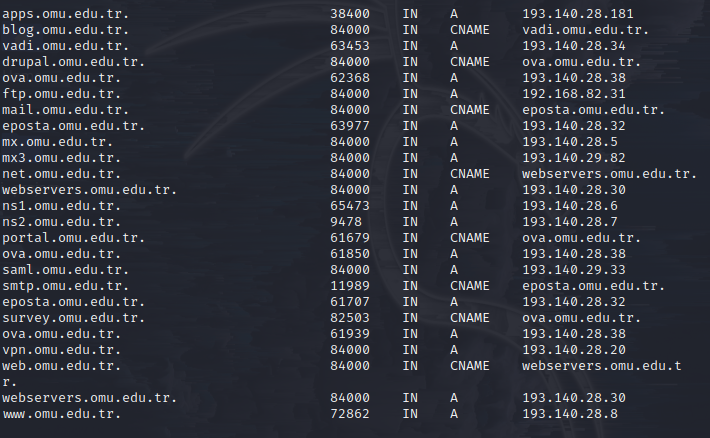 apps.omu.edu.tr. 38400 IN A 193.140.28.181
blog.omu.edu.tr. 84000 IN CNAME vadi.omu.edu.tr.
vadi.omu.edu.tr. 63453 IN A 193.140.28.34
drupal.omu.edu.tr. 84000 IN CNAME ova.omu.edu.tr.
ova.omu.edu.tr. 62368 IN A 193.140.28.38
ftp.omu.edu.tr. 84000 IN A 192.168.82.31
mail.omu.edu.tr. 84000 IN CNAME eposta.omu.edu.tr.
eposta.omu.edu.tr. 63977 IN A 193.140.28.32
mx.omu.edu.tr. 84000 IN A 193.140.28.5
mx3.omu.edu.tr. 84000 IN A 193.140.29.82
net.omu.edu.tr. 84000 IN CNAME webservers.omu.edu.tr.
webservers.omu.edu.tr. 84000 IN A 193.140.28.30
ns1.omu.edu.tr. 65473 IN A 193.140.28.6
ns2.omu.edu.tr. 9478 IN A 193.140.28.7
portal.omu.edu.tr. 61679 IN CNAME ova.omu.edu.tr.
ova.omu.edu.tr. 61850 IN A 193.140.28.38
saml.omu.edu.tr. 84000 IN A 193.140.29.33
smtp.omu.edu.tr. 11989 IN CNAME eposta.omu.edu.tr.
eposta.omu.edu.tr. 61707 IN A 193.140.28.32
survey.omu.edu.tr. 82503 IN CNAME ova.omu.edu.tr.
ova.omu.edu.tr. 61939 IN A 193.140.28.38
vpn.omu.edu.tr. 84000 IN A 193.140.28.20
web.omu.edu.tr. 84000 IN CNAME webservers.omu.edu.t
r.
webservers.omu.edu.tr. 84000 IN A 193.140.28.30
www.omu.edu.tr. 72862 IN A 193.140.28.8